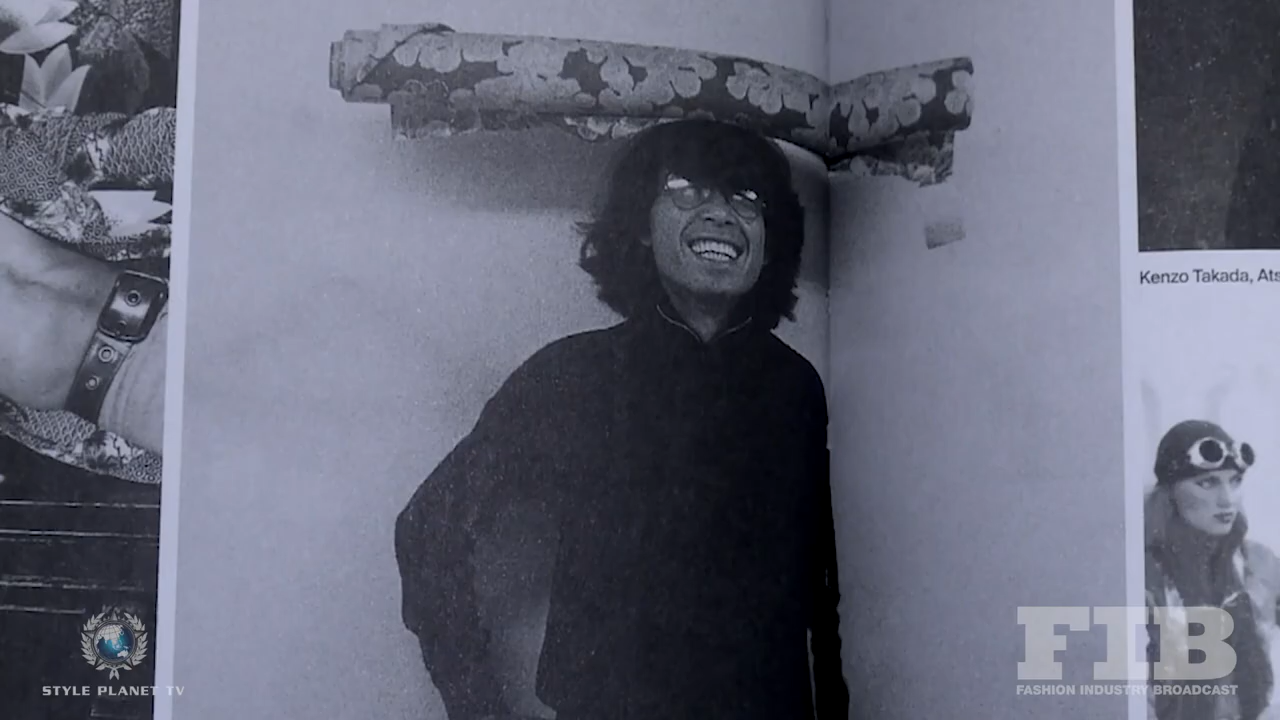 Kenzo Takada, Ats
STYLE PLANET TV
FIB
FASHION INDUSTRY BROADCAST